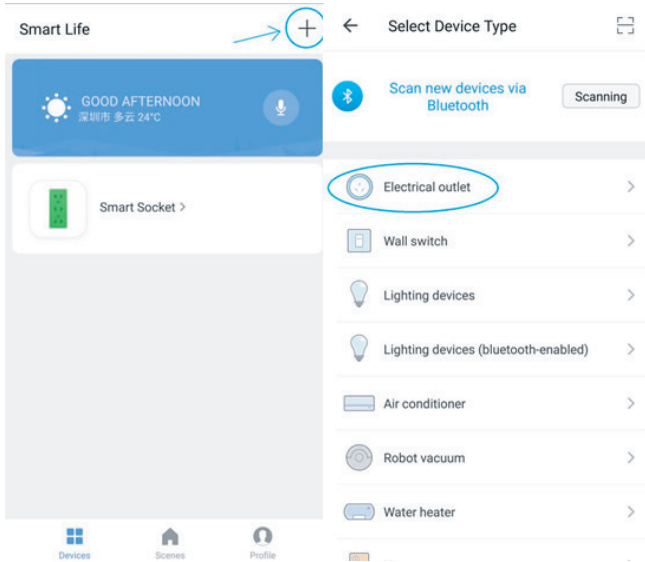 Smart Life
GOOD AFTERNOON
深圳市 多云 24°C
Smart Socket >
Devices
Scenes
Profile
Select Device Type
Scan new devices via
Bluetooth
Scanning
Electrical outlet
Wall switch
Lighting devices
Lighting devices (bluetooth-enabled)
Air conditioner
Robot vacuum
Water heater